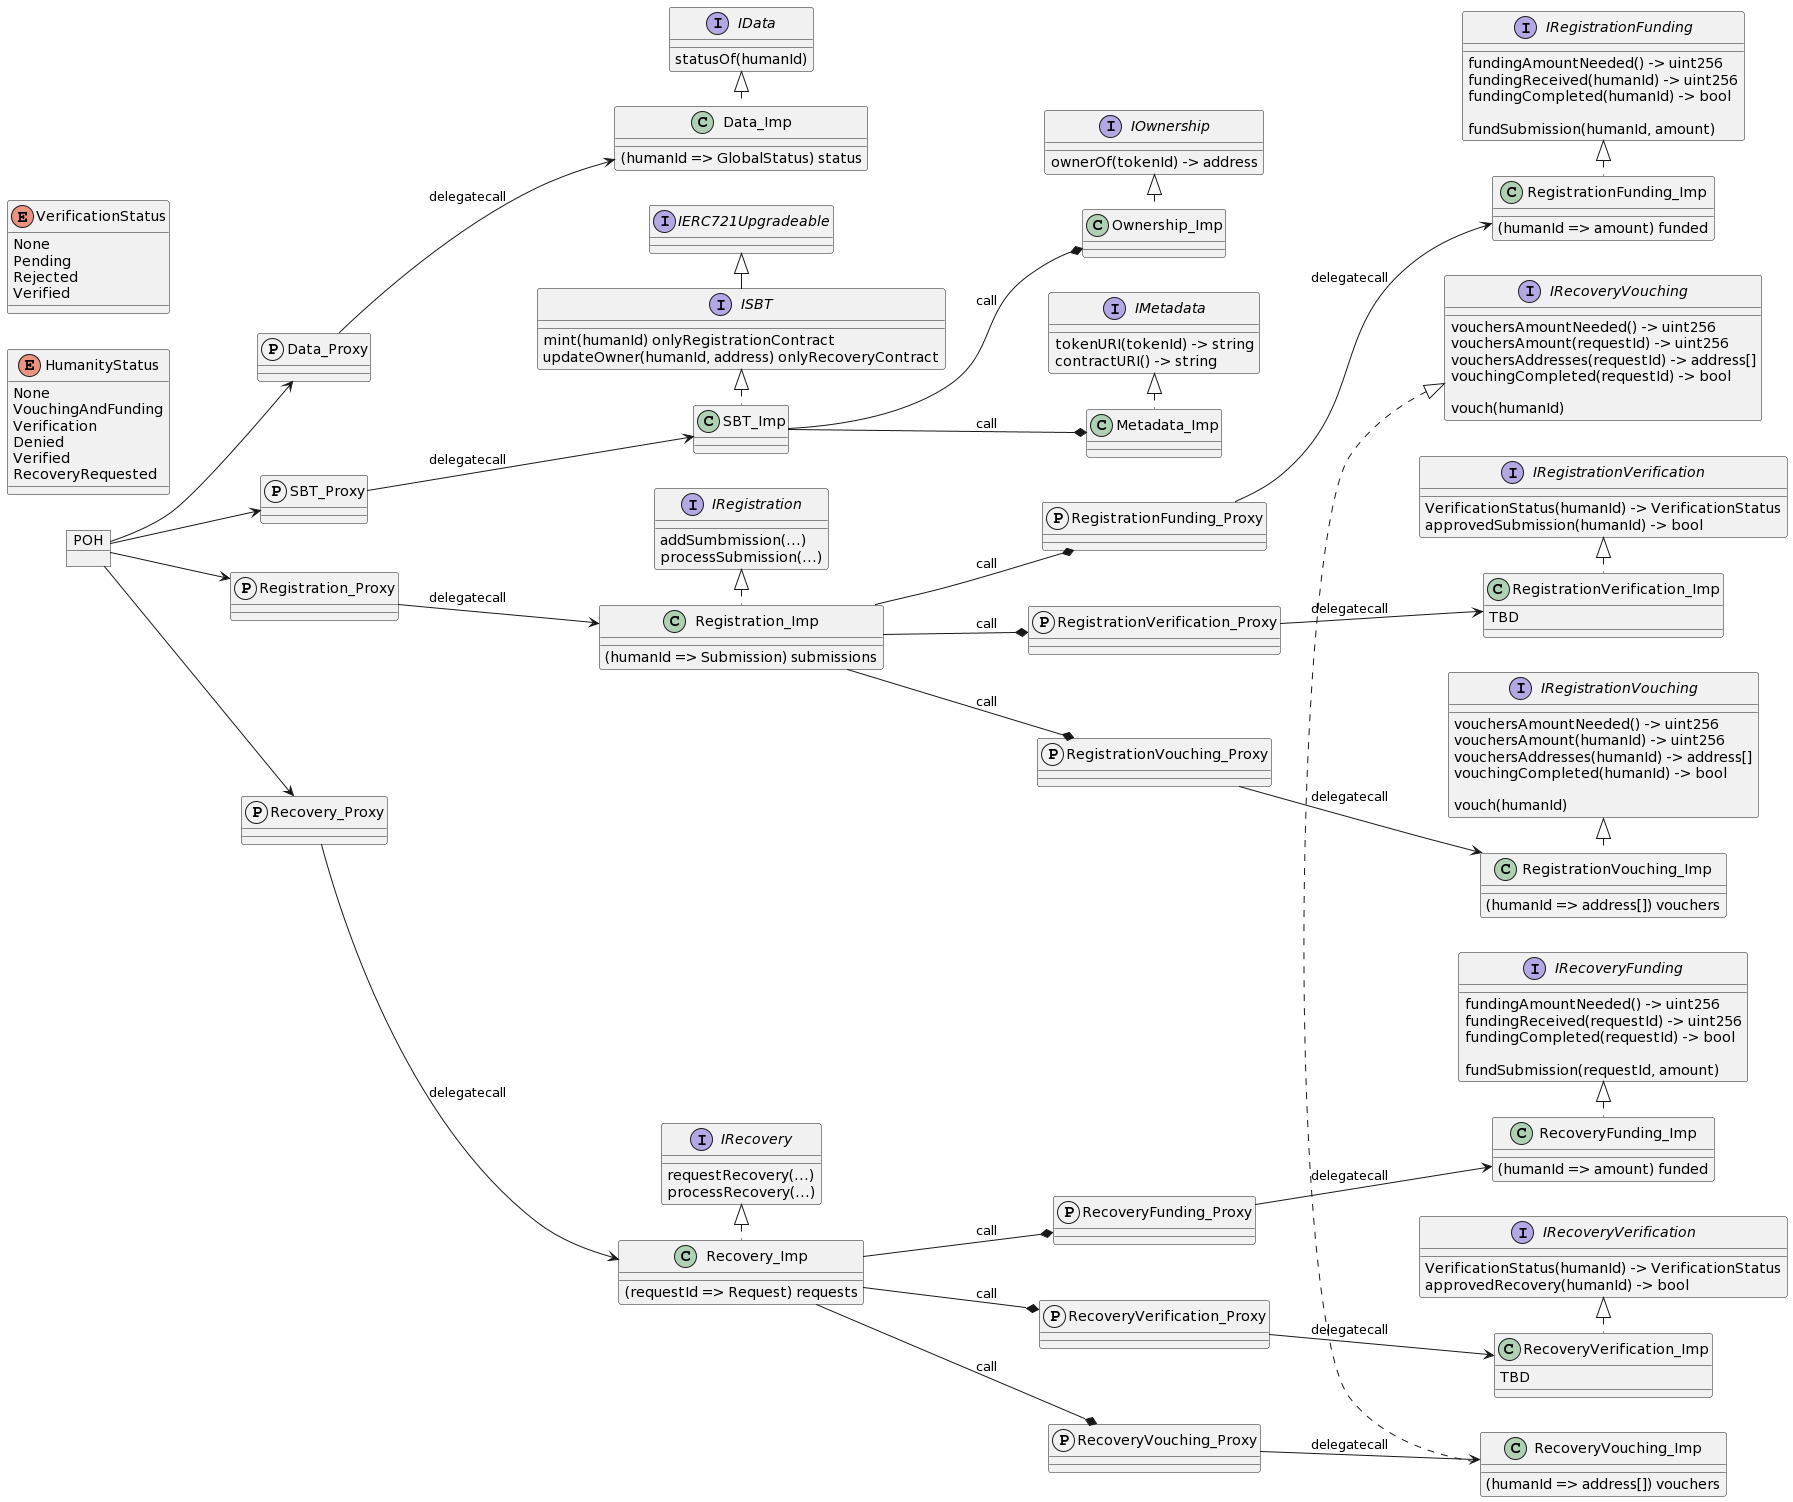 I IData
statusOf(humanId)
C Data_Imp
(humanId => GlobalStatus) status
delegatecall
I IERC721Upgradeable
I ISBT
mint(humanId) onlyRegistrationContract
updateOwner(humanId, address) onlyRecoveryContract
C SBT_Imp
I IOwnership
ownerOf(tokenId) -> address
C Ownership_Imp
call
I IMetadata
tokenURI(tokenId) -> string
contractURI() -> string
call
C Metadata_Imp
I IRegistrationFunding
fundingAmountNeeded() -> uint256
fundingReceived(humanId) -> uint256
fundingCompleted(humanId) -> bool
fundSubmission(humanId, amount)
C RegistrationFunding_Imp
(humanId => amount) funded
delegatecall
I IRecoveryVouching
vouchersAmountNeeded() -> uint256
vouchersAmount(requestId) -> uint256
vouchersAddresses(requestId) -> address[]
vouchingCompleted(requestId) -> bool
vouch(humanId)
E VerificationStatus
None
Pending
Rejected
Verified
E HumanityStatus
None
VouchingAndFunding
Verification
Denied
Verified
RecoveryRequested
P Data_Proxy
P SBT_Proxy
delegatecall
POH
P Registration_Proxy
delegatecall
I IRegistration
addSumbmission(...)
processSubmission(...)
C Registration_Imp
(humanId => Submission) submissions
P RegistrationFunding_Proxy
call
call
P RegistrationVerification_Proxy
delegatecall
I IRegistrationVerification
VerificationStatus(humanId) -> VerificationStatus
approvedSubmission(humanId) -> bool
C RegistrationVerification_Imp
TBD
call
P RegistrationVouching_Proxy
delegatecall
I IRegistrationVouching
vouchersAmountNeeded() -> uint256
vouchersAmount(humanId) -> uint256
vouchersAddresses(humanId) -> address[]
vouchingCompleted(humanId) -> bool
vouch(humanId)
C RegistrationVouching_Imp
(humanId => address[]) vouchers
P Recovery_Proxy
delegatecall
I IRecovery
requestRecovery(...)
processRecovery(...)
C Recovery_Imp
(requestId => Request) requests
call
P RecoveryFunding_Proxy
delegatecall
I IRecoveryFunding
fundingAmountNeeded() -> uint256
fundingReceived(requestId) -> uint256
fundingCompleted(requestId) -> bool
fundSubmission(requestId, amount)
C RecoveryFunding_Imp
(humanId => amount) funded
call
P RecoveryVerification_Proxy
delegatecall
I IRecoveryVerification
VerificationStatus(humanId) -> VerificationStatus
approvedRecovery(humanId) -> bool
C RecoveryVerification_Imp
TBD
call
P RecoveryVouching_Proxy
delegatecall
C RecoveryVouching_Imp
(humanId => address[]) vouchers